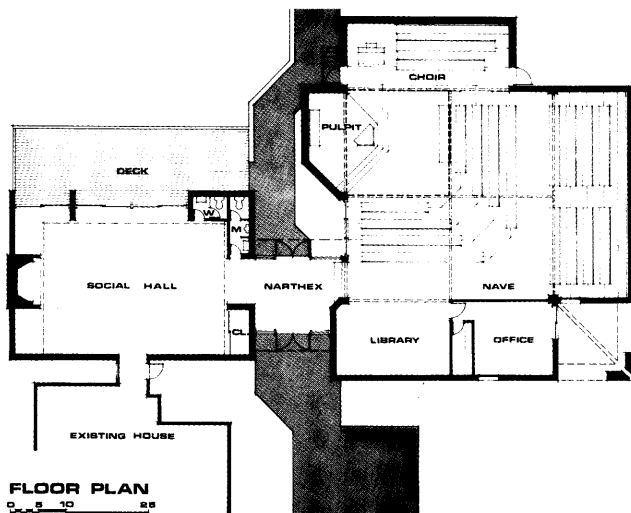 CHOIR
PULPIT
DECK
W
M
SOCIAL HALL
NARTHEX
NAVE
CL.
LIBRARY
OFFICE
EXISTING HOUSE
FLOOR PLAN
0 5 10 25